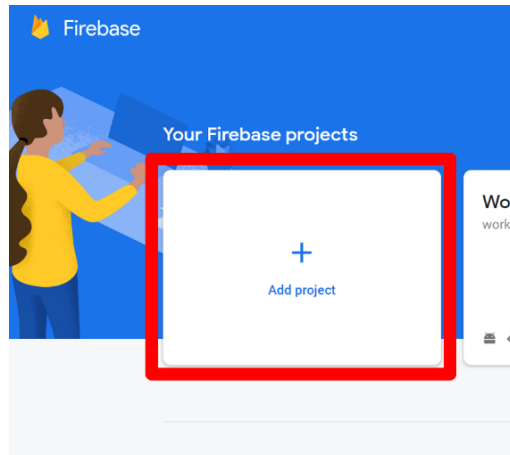 Firebase
Your Firebase projects
Wo
work
+
Add project